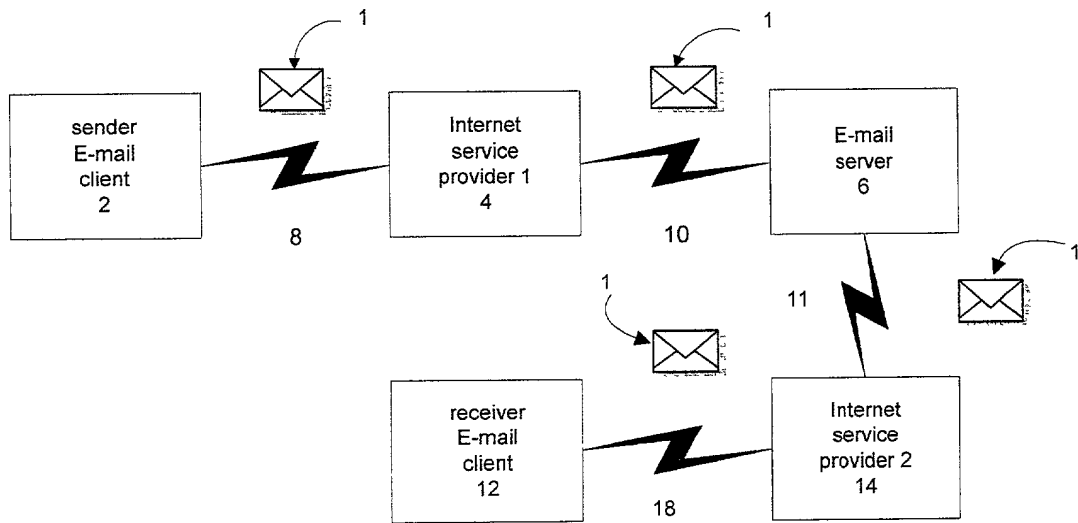 1
1
sender
E-mail
client
2
8
Internet
service
provider 1
4
10
E-mail
server
6
11
1
1
receiver
E-mail
client
12
18
Internet
service
provider 2
14